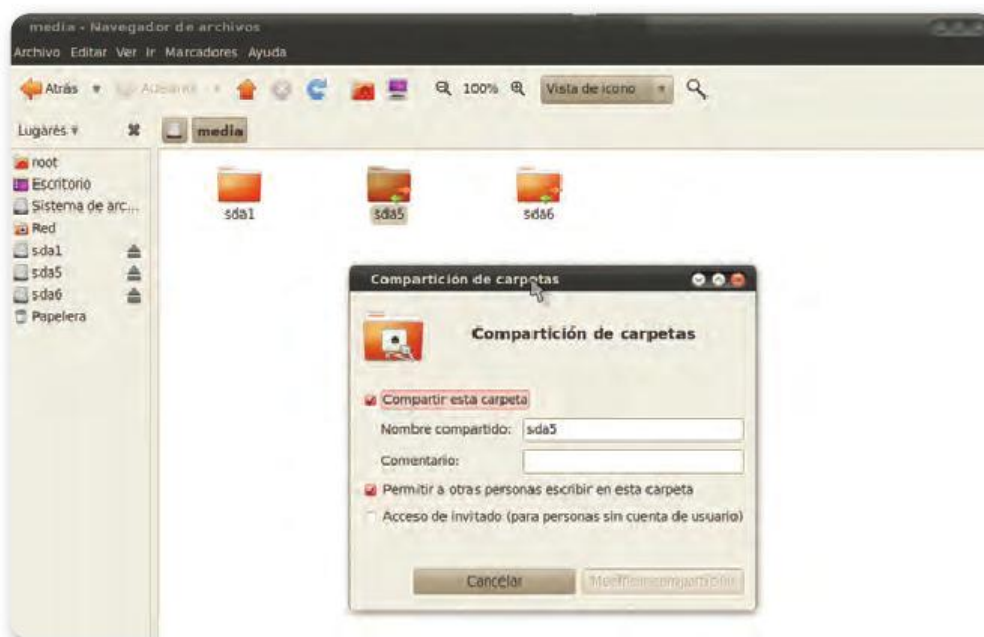 media - Navegador de archivos
Archivo Editar Ver Ir Marcadores Ayuda
Atrás Adelante 100% Vista de icono
Lugares media
root
Escritorio
Sistema de arc...
Red
sda1
sda5
sda6
Papelera
sda1 sda5 sda6
Compartición de carpetas
Compartición de carpetas
Compartir esta carpeta
Nombre compartido: sda5
Comentario:
Permitir a otras personas escribir en esta carpeta
Acceso de invitado (para personas sin cuenta de usuario)
Cancelar